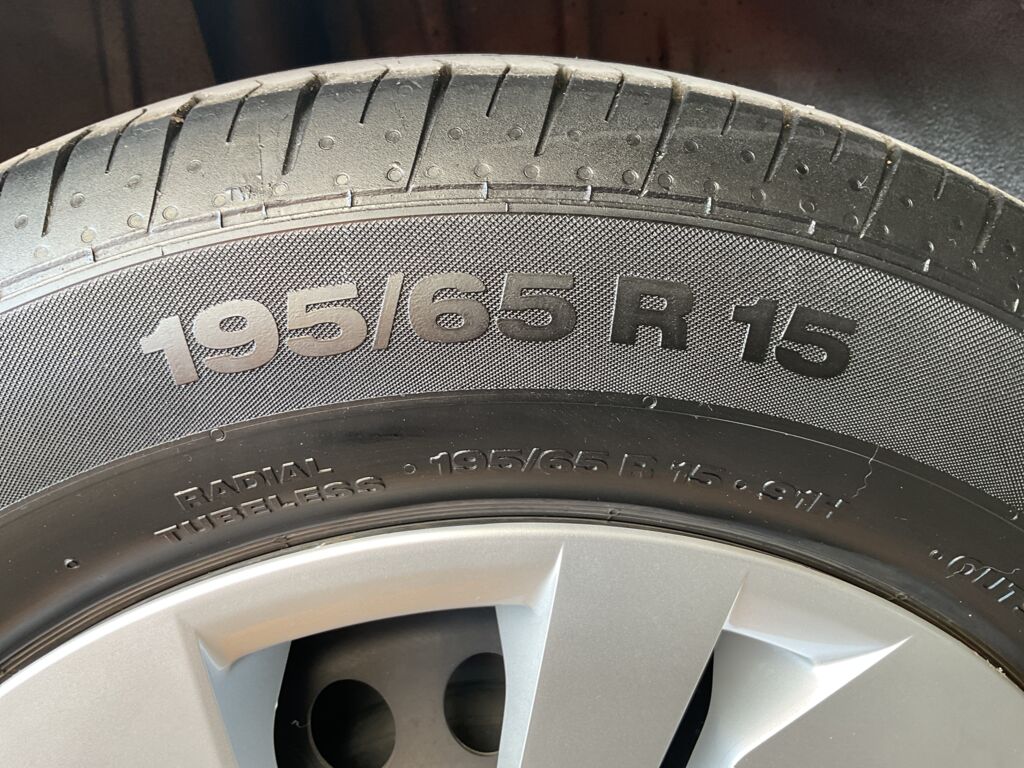 195/65 R 15
RADIAL
TUBELESS
· 195/65 R 15 · 91H